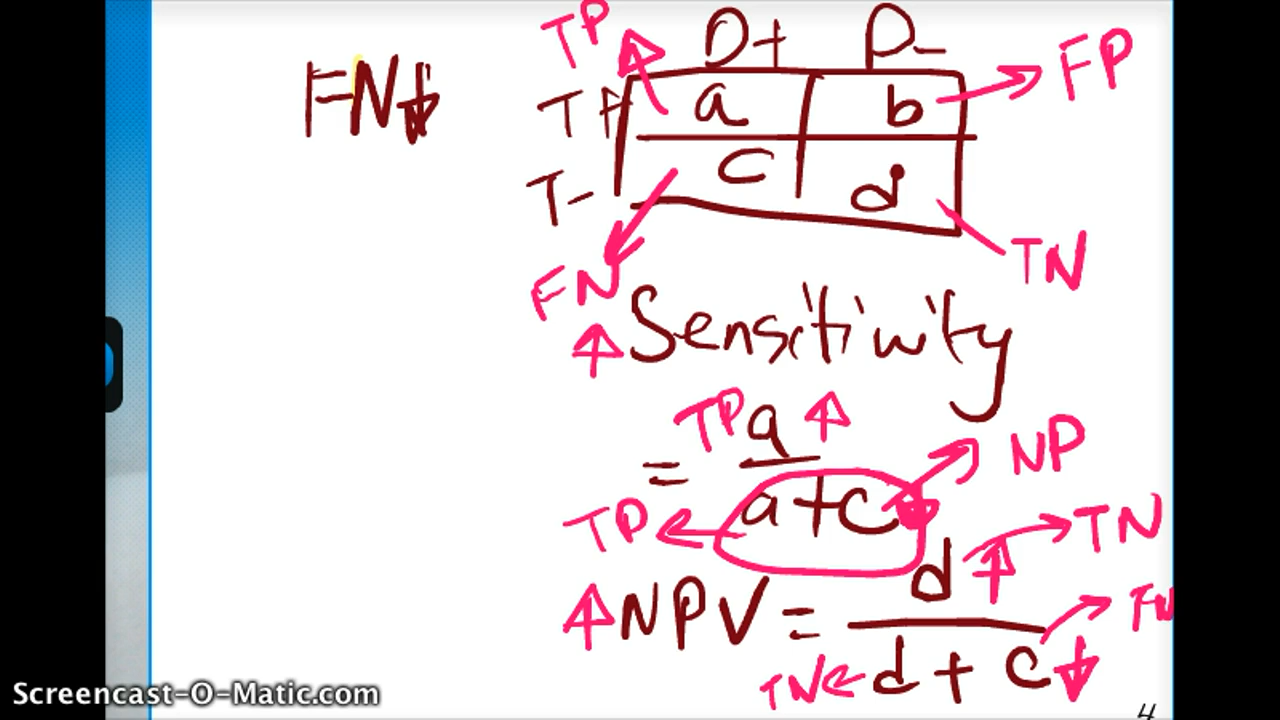 TP D+ D-
FN↓ T+ a b FP
T- c d
FN TN
↑ Sensitivity
= TP a ↑
TP a+c NP
d ↑ TN
↑ NPV = FN
TN d + c ↓
Screencast-O-Matic.com
4